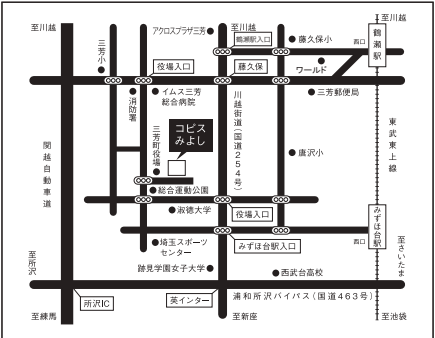 至川越
三芳小
アクロスプラザ三芳
至川越
鶴瀬駅入口
藤久保小
西口
至川越
鶴瀬駅
ワールド
役場入口
藤久保
消防署
イムス三芳
総合病院
三芳郵便局
コピス
みよし
三芳町役場
川越街道(国道254号)
関越自動車道
唐沢小
東武東上線
総合運動公園
淑徳大学
役場入口
みずほ台駅
西口
埼玉スポーツ
センター
みずほ台駅入口
至さいたま
至所沢
跡見学園女子大学
西武台高校
浦和所沢バイパス(国道463号)
所沢IC
英インター
至練馬
至新座
至池袋